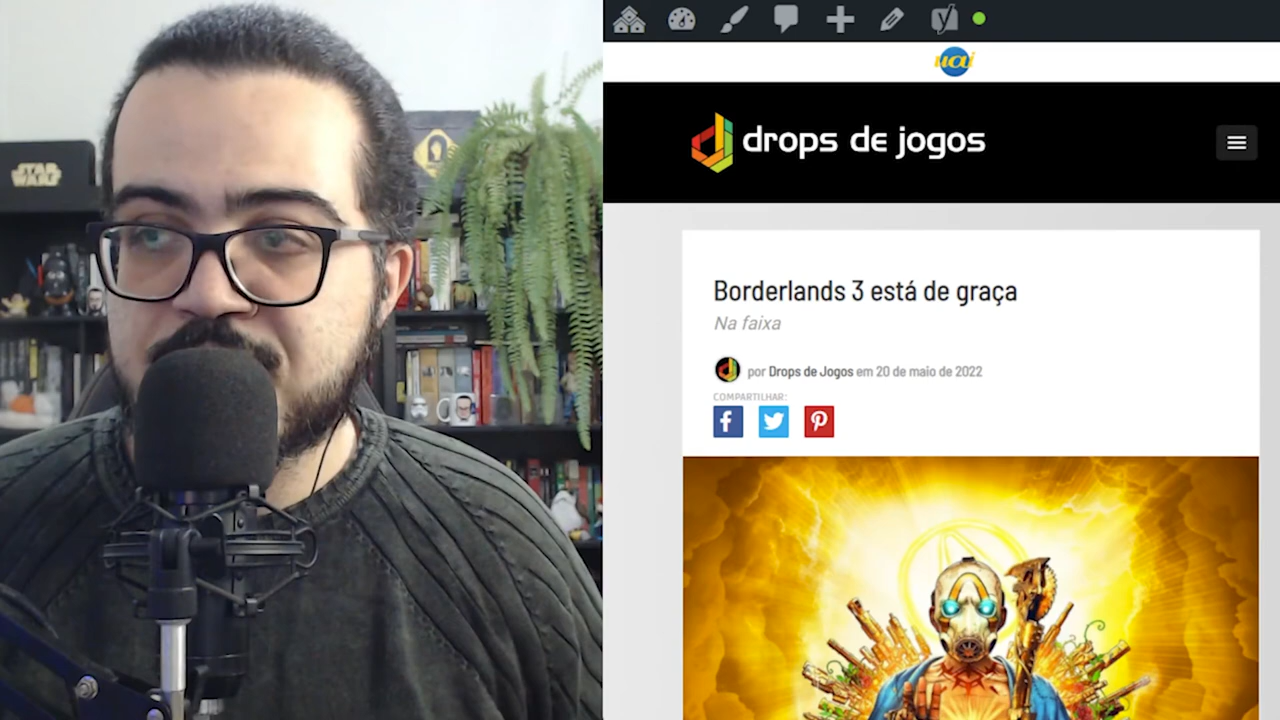 STAR
WARS
uai
drops de jogos
Borderlands 3 está de graça
Na faixa
por Drops de Jogos em 20 de maio de 2022
COMPARTILHAR: